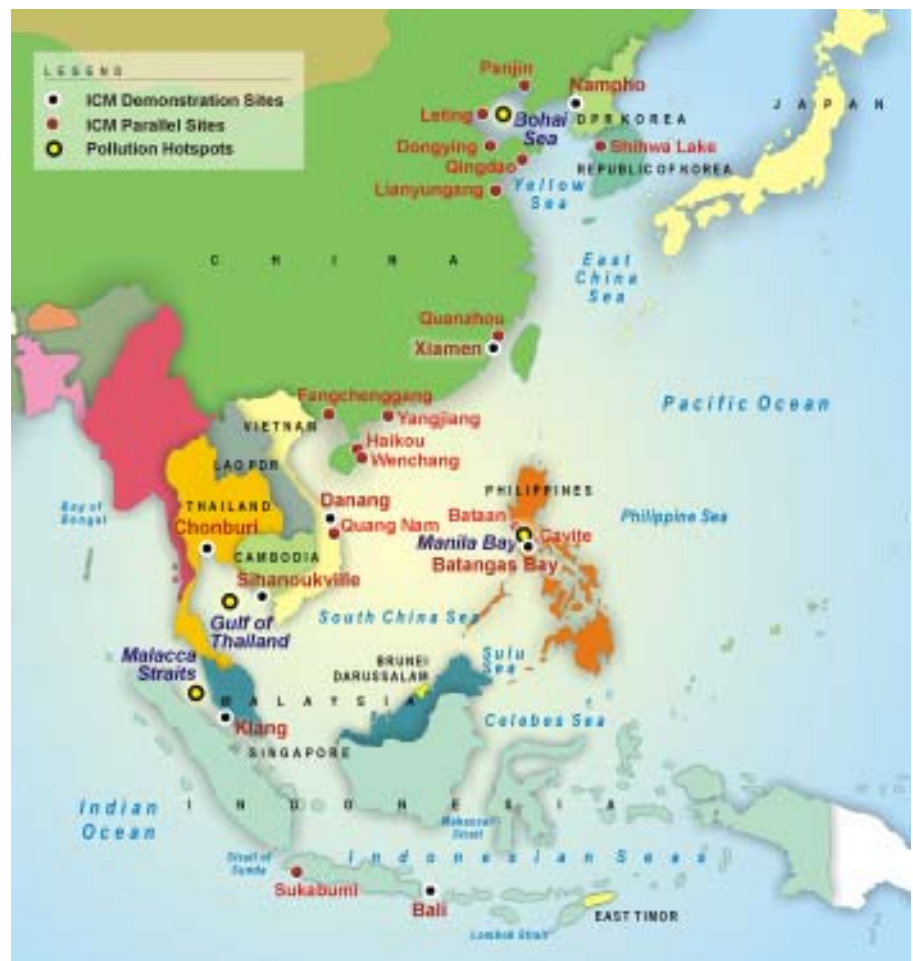 LEGEND
ICM Demonstration Sites
ICM Parallel Sites
Pollution Hotspots
Panjin
Nampho
JAPAN
Leting
Bohai
Sea
DPR KOREA
Dongying
Shihwa Lake
Qingdao
REPUBLIC OF KOREA
Lianyungang
Yellow
Sea
CHINA
East
China
Sea
Quanzhou
Xiamen
Fangchenggang
Yangjiang
Pacific Ocean
VIETNAM
Haikou
Wenchang
LAO PDR
Bay of
Bengal
THAILAND
PHILIPPINES
Danang
Chonburi
Quang Nam
Bataan
Philippine Sea
Cavite
Manila Bay
CAMBODIA
Batangas Bay
Sihanoukville
Gulf of
Thailand
South China Sea
Malacca
Straits
Sulu
Sea
BRUNEI
DARUSSALAM
MALAYSIA
Klang
Celebes Sea
SINGAPORE
Indian
Ocean
INDONESIA
Makassar
Strait
Strait of
Sunda
Indonesian Seas
Sukabumi
Bali
EAST TIMOR
Lombok Strait